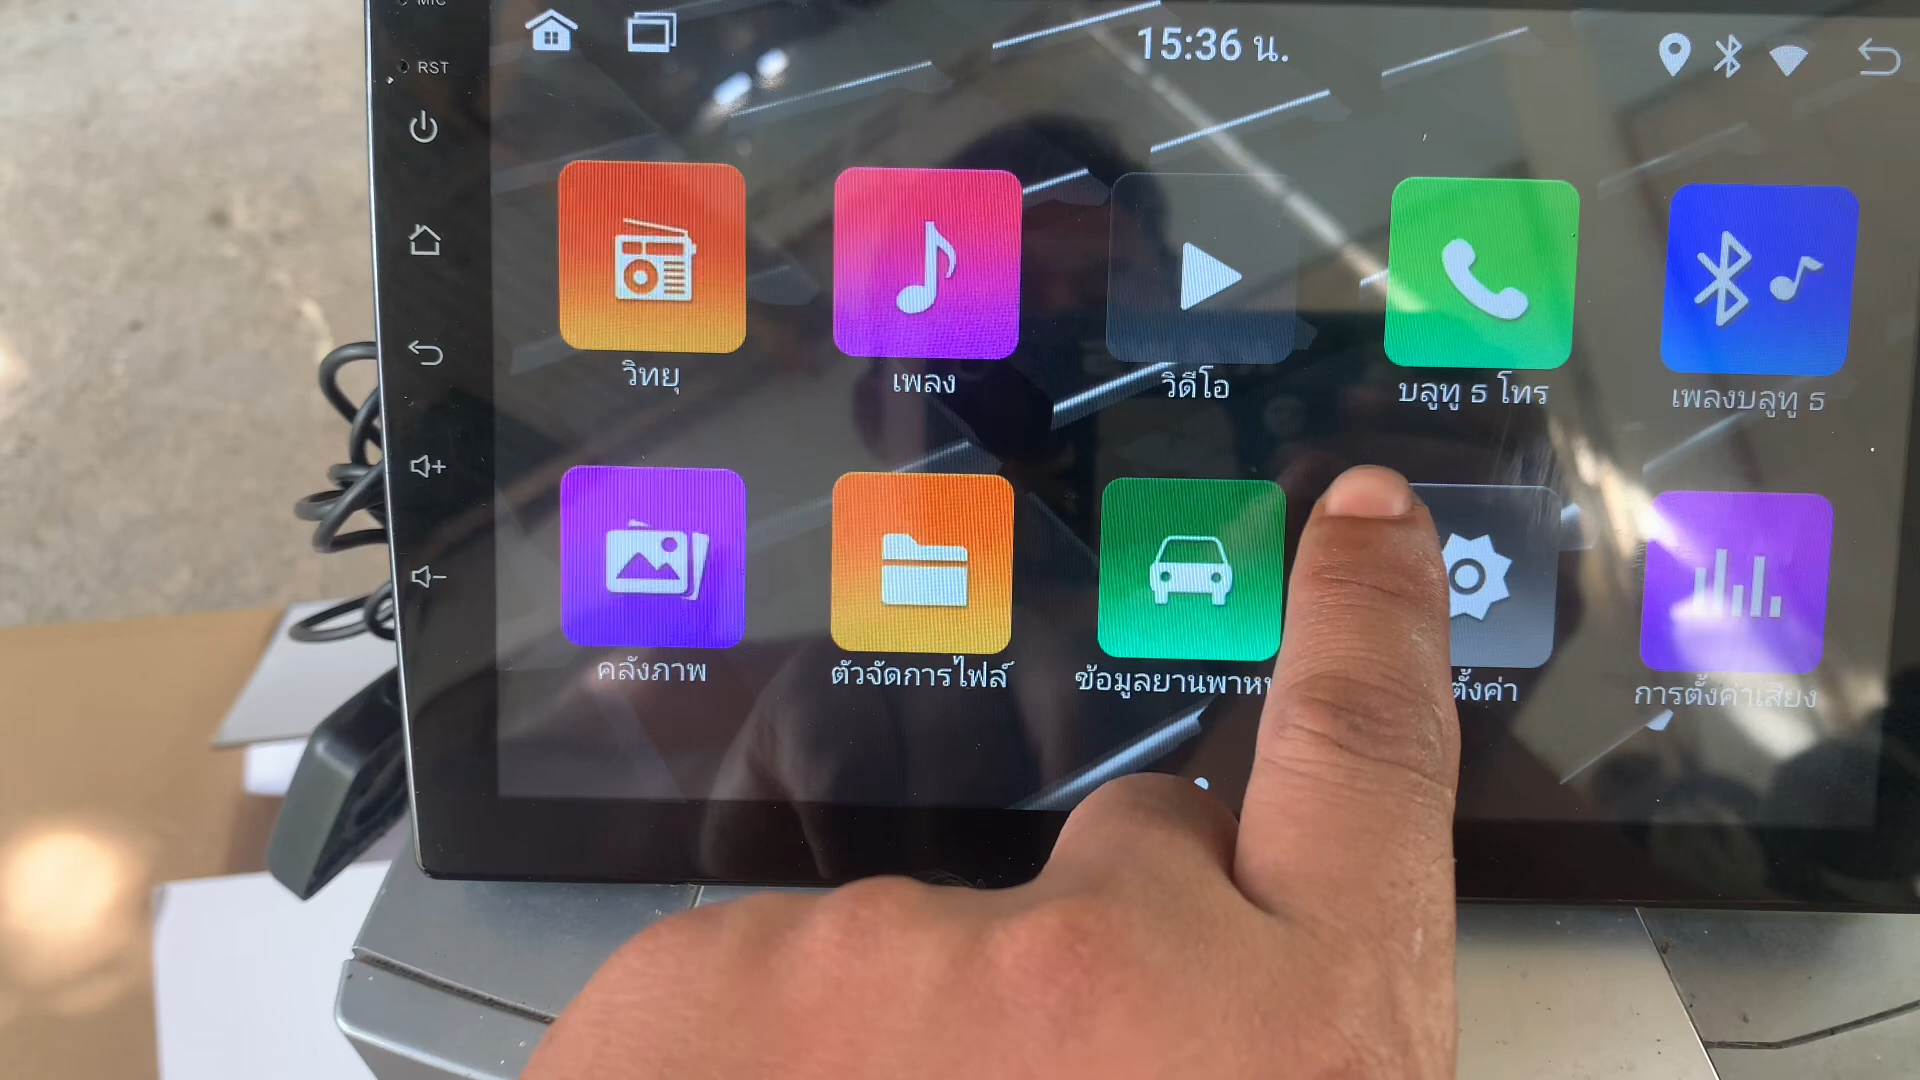 MIC
RST
15:36 น.
วิทยุ
เพลง
วิดีโอ
บลูทู ธ โทร
เพลงบลูทู ธ
คลังภาพ
ตัวจัดการไฟล์
ข้อมูลยานพาห
ตั้งค่า
การตั้งค่าเสียง